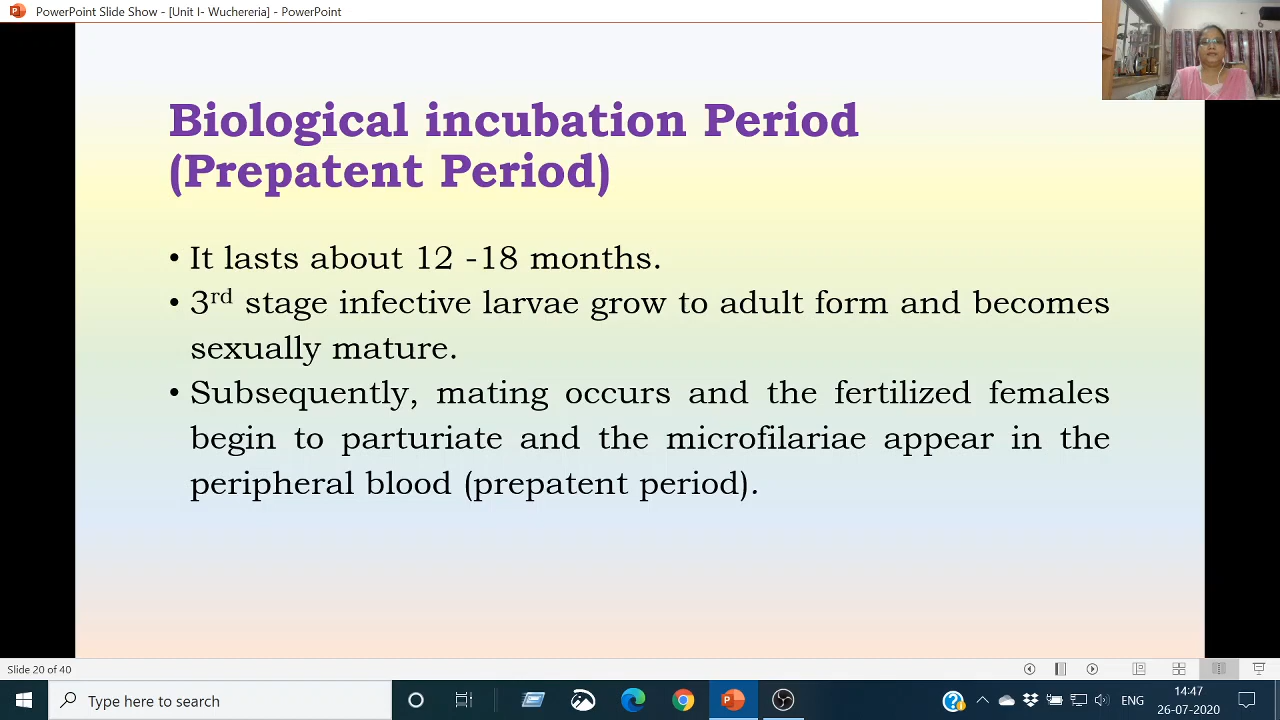 PowerPoint Slide Show - [Unit I- Wuchereria] - PowerPoint
Biological incubation Period
(Prepatent Period)
• It lasts about 12 -18 months.
• 3rd stage infective larvae grow to adult form and becomes
sexually mature.
• Subsequently, mating occurs and the fertilized females
begin to parturiate and the microfilariae appear in the
peripheral blood (prepatent period).
Slide 20 of 40
Type here to search
ENG
14:47
26-07-2020